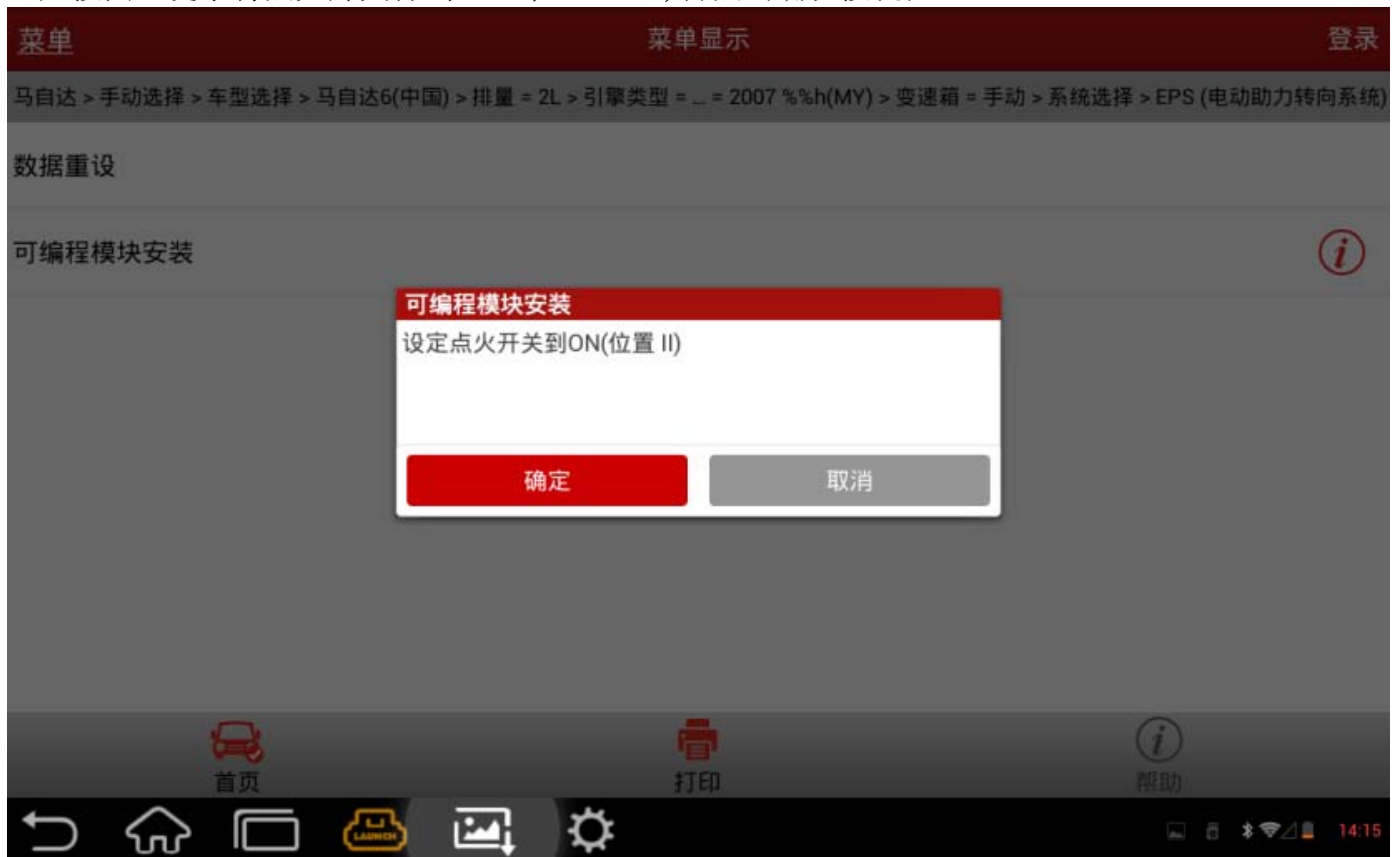 菜单
菜单显示
登录
马自达 > 手动选择 > 车型选择 > 马自达6(中国) > 排量 = 2L > 引擎类型 = _ = 2007 %%h(MY) > 变速箱 = 手动 > 系统选择 > EPS (电动助力转向系统)
数据重设
可编程模块安装
可编程模块安装
设定点火开关到ON(位置 II)
确定
取消
首页
打印
帮助
LAUNCH
14:15